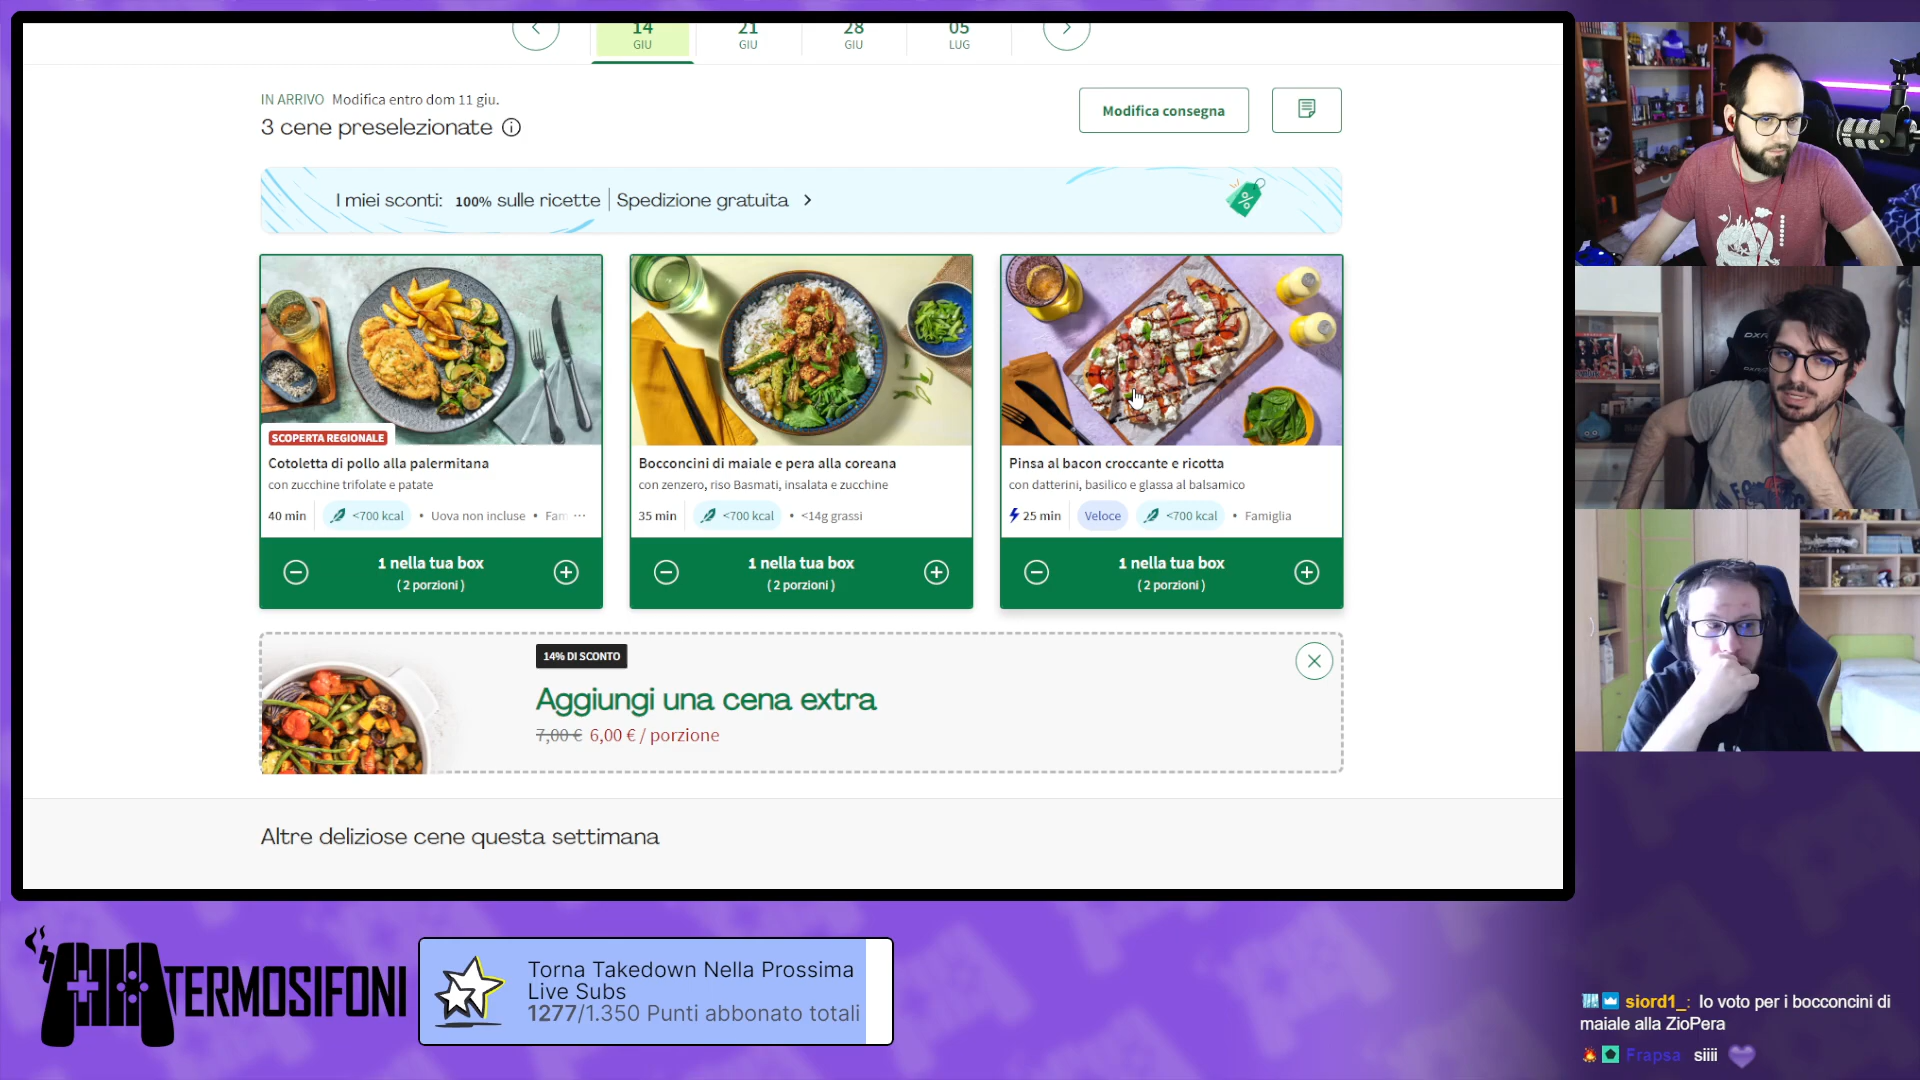 14
GIU
21
GIU
28
GIU
05
LUG
IN ARRIVO Modifica entro dom 11 giu.
3 cene preselezionate
Modifica consegna
I miei sconti: 100% sulle ricette | Spedizione gratuita
SCOPERTA REGIONALE
Cotoletta di pollo alla palermitana
con zucchine trifolate e patate
40 min <700 kcal • Uova non incluse • Fam ...
1 nella tua box
( 2 porzioni )
Bocconcini di maiale e pera alla coreana
con zenzero, riso Basmati, insalata e zucchine
35 min <700 kcal • <14g grassi
1 nella tua box
( 2 porzioni )
Pinsa al bacon croccante e ricotta
con datterini, basilico e glassa al balsamico
25 min Veloce <700 kcal • Famiglia
1 nella tua box
( 2 porzioni )
14% DI SCONTO
Aggiungi una cena extra
7,00 € 6,00 € / porzione
Altre deliziose cene questa settimana
TERMOSIFONI
Torna Takedown Nella Prossima
Live Subs
1277/1.350 Punti abbonato totali
siord1_: Io voto per i bocconcini di
maiale alla ZioPera
Frapsa siiii